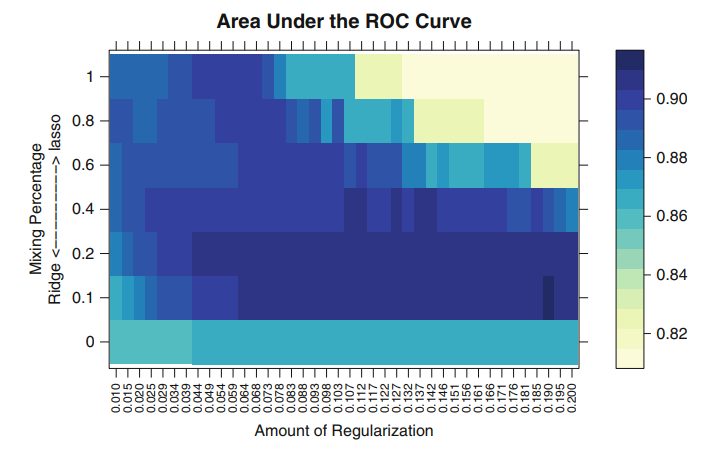 Area Under the ROC Curve
1
0.8
0.6
0.4
0.2
0.1
0
Mixing Percentage
Ridge <----------> lasso
0.90
0.88
0.86
0.84
0.82
0.010 0.015 0.020 0.025 0.029 0.034 0.039 0.044 0.049 0.054 0.059 0.064 0.068 0.073 0.078 0.083 0.088 0.093 0.098 0.103 0.107 0.112 0.117 0.122 0.127 0.132 0.137 0.142 0.146 0.151 0.156 0.161 0.166 0.171 0.176 0.181 0.185 0.190 0.195 0.200
Amount of Regularization